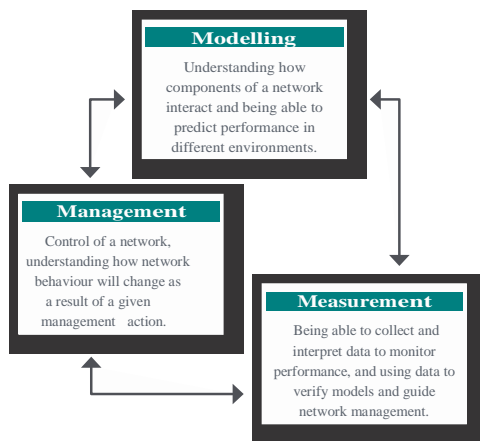 Modelling
Understanding how
components of a network
interact and being able to
predict performance in
different environments.
Management
Control of a network,
understanding how network
behaviour will change as
a result of a given
management action.
Measurement
Being able to collect and
interpret data to monitor
performance, and using data to
verify models and guide
network management.